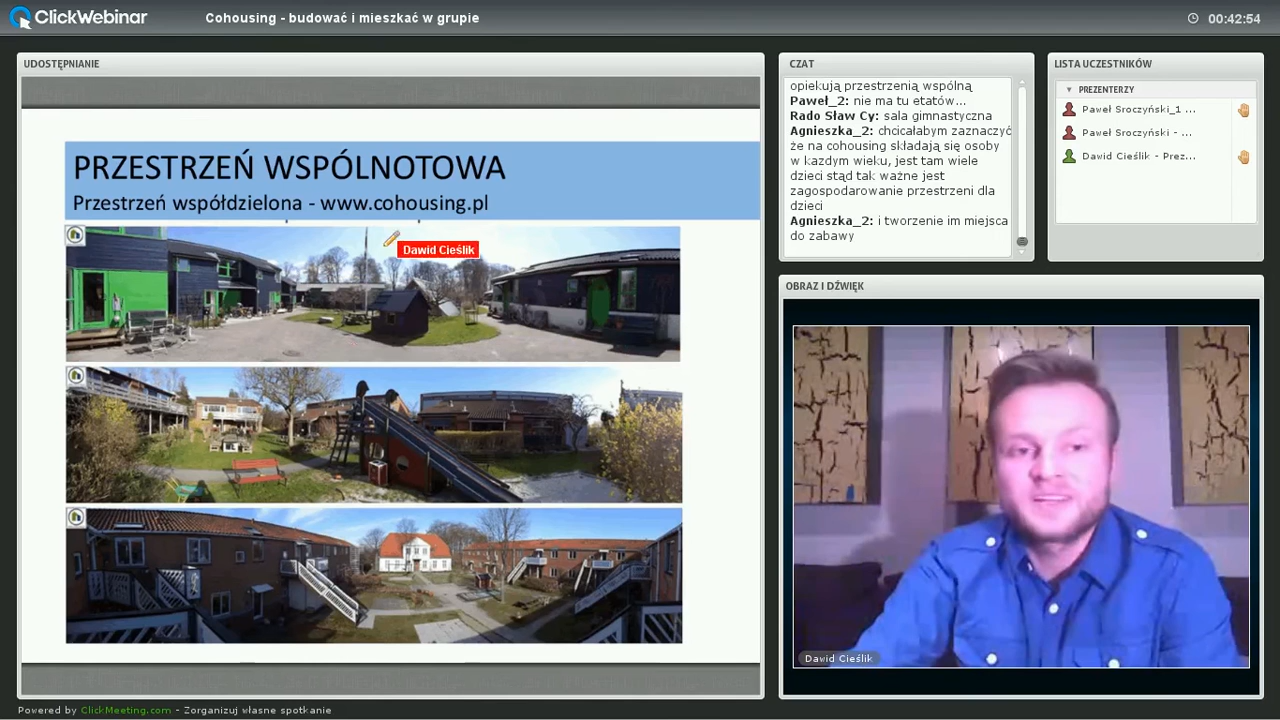 ClickWebinar
Cohousing - budować i mieszkać w grupie
00:42:54
UDOSTĘPNIANIE
PRZESTRZEŃ WSPÓLNOTOWA
Przestrzeń współdzielona - www.cohousing.pl
Dawid Cieślik
CZAT
opiekują przestrzenią wspólną
Paweł_2: nie ma tu etatów...
Rado Sław Cy: sala gimnastyczna
Agnieszka_2: chcicałabym zaznaczyć
że na cohousing składają się osoby
w każdym wieku, jest tam wiele
dzieci stąd tak ważne jest
zagospodarowanie przestrzeni dla
dzieci
Agnieszka_2: i tworzenie im miejsca
do zabawy
LISTA UCZESTNIKÓW
PREZENTERZY
Paweł Sroczyński_1 ...
Paweł Sroczyński - ...
Dawid Cieślik - Prez...
OBRAZ I DŹWIĘK
Dawid Cieślik
Powered by ClickMeeting.com - Zorganizuj własne spotkanie